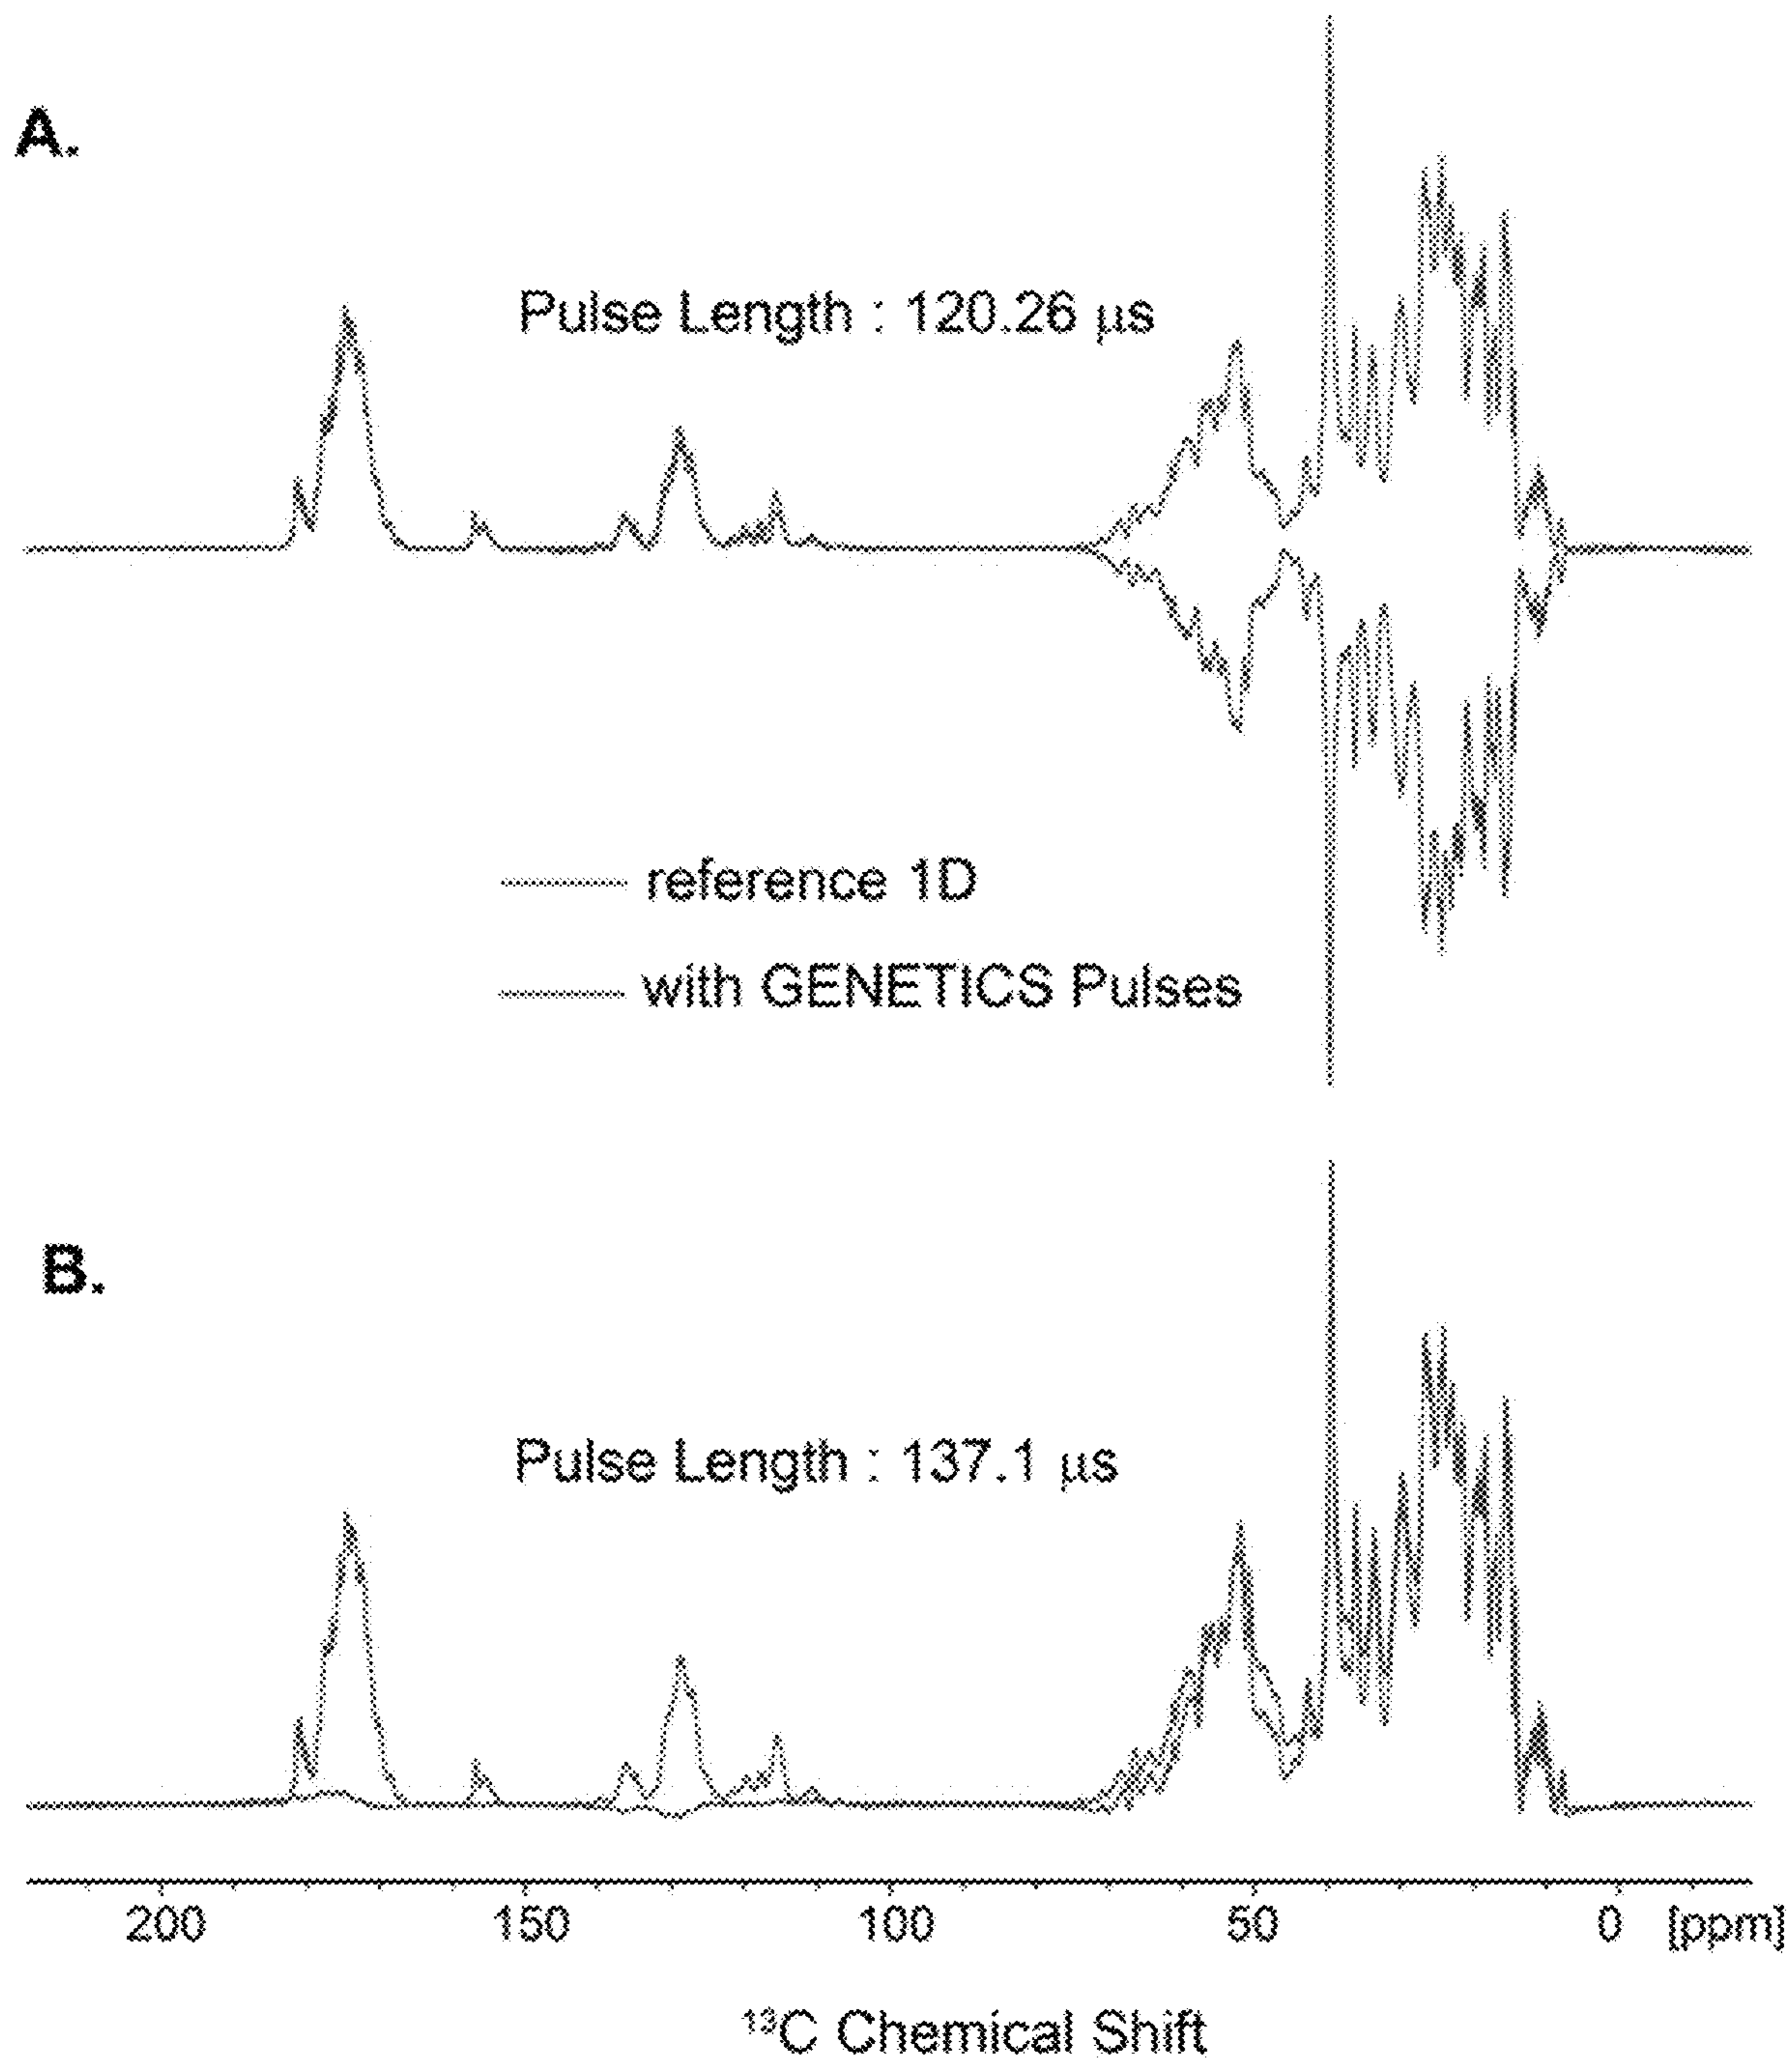 A.
Pulse Length : 120.26 µs
reference 1D
with GENETICS Pulses
B.
Pulse Length : 137.1 µs
200 150 100 50 0 [ppm]
¹³C Chemical Shift